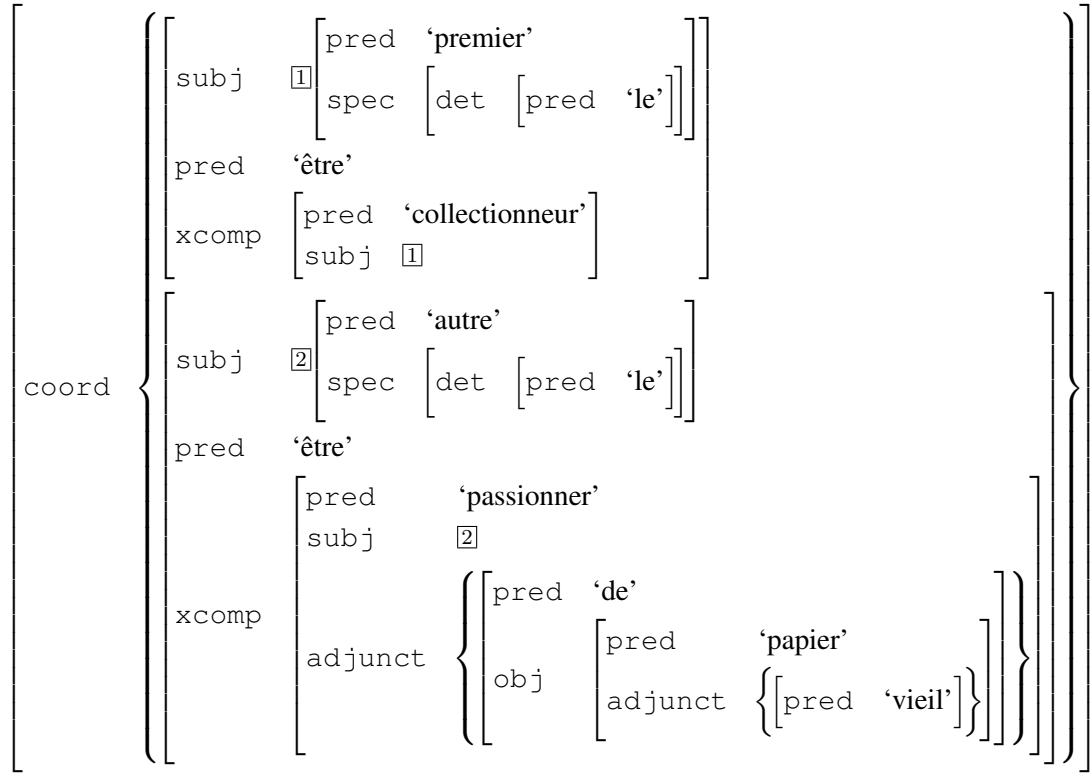 pred ‘premier’
subj 1 spec det pred ‘le’
pred ‘être’
pred ‘collectionneur’
xcomp
subj 1
pred ‘autre’
subj 2
spec det pred ‘le’
coord
pred ‘être’
pred ‘passionner’
subj 2
pred ‘de’
xcomp
pred ‘papier’
adjunct obj
adjunct pred ‘vieil’